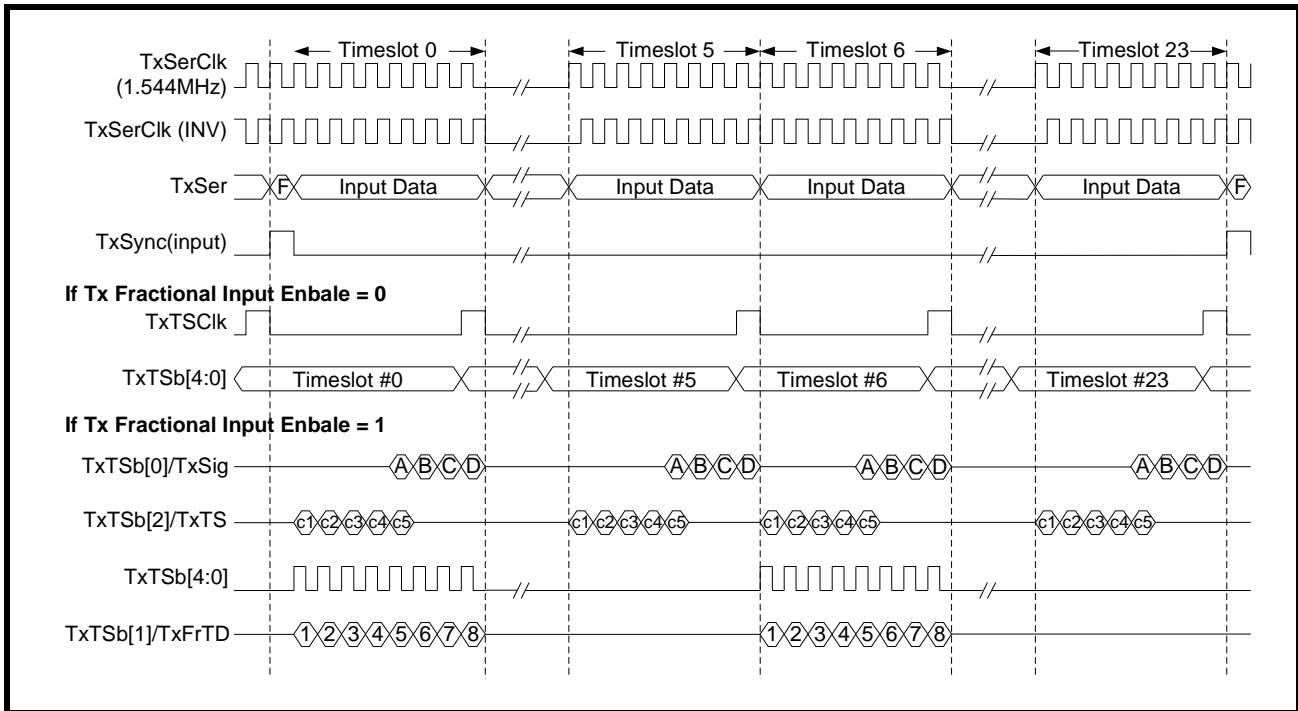 Timeslot 0 Timeslot 5 Timeslot 6 Timeslot 23
TxSerClk
(1.544MHz)
TxSerClk (INV)
TxSer F Input Data Input Data Input Data Input Data F
TxSync(input)
If Tx Fractional Input Enbale = 0
TxTSClk
TxTSb[4:0] Timeslot #0 Timeslot #5 Timeslot #6 Timeslot #23
If Tx Fractional Input Enbale = 1
TxTSb[0]/TxSig A B C D A B C D A B C D A B C D
TxTSb[2]/TxTS c1 c2 c3 c4 c5 c1 c2 c3 c4 c5 c1 c2 c3 c4 c5 c1 c2 c3 c4 c5
TxTSb[4:0]
TxTSb[1]/TxFrTD 1 2 3 4 5 6 7 8 1 2 3 4 5 6 7 8